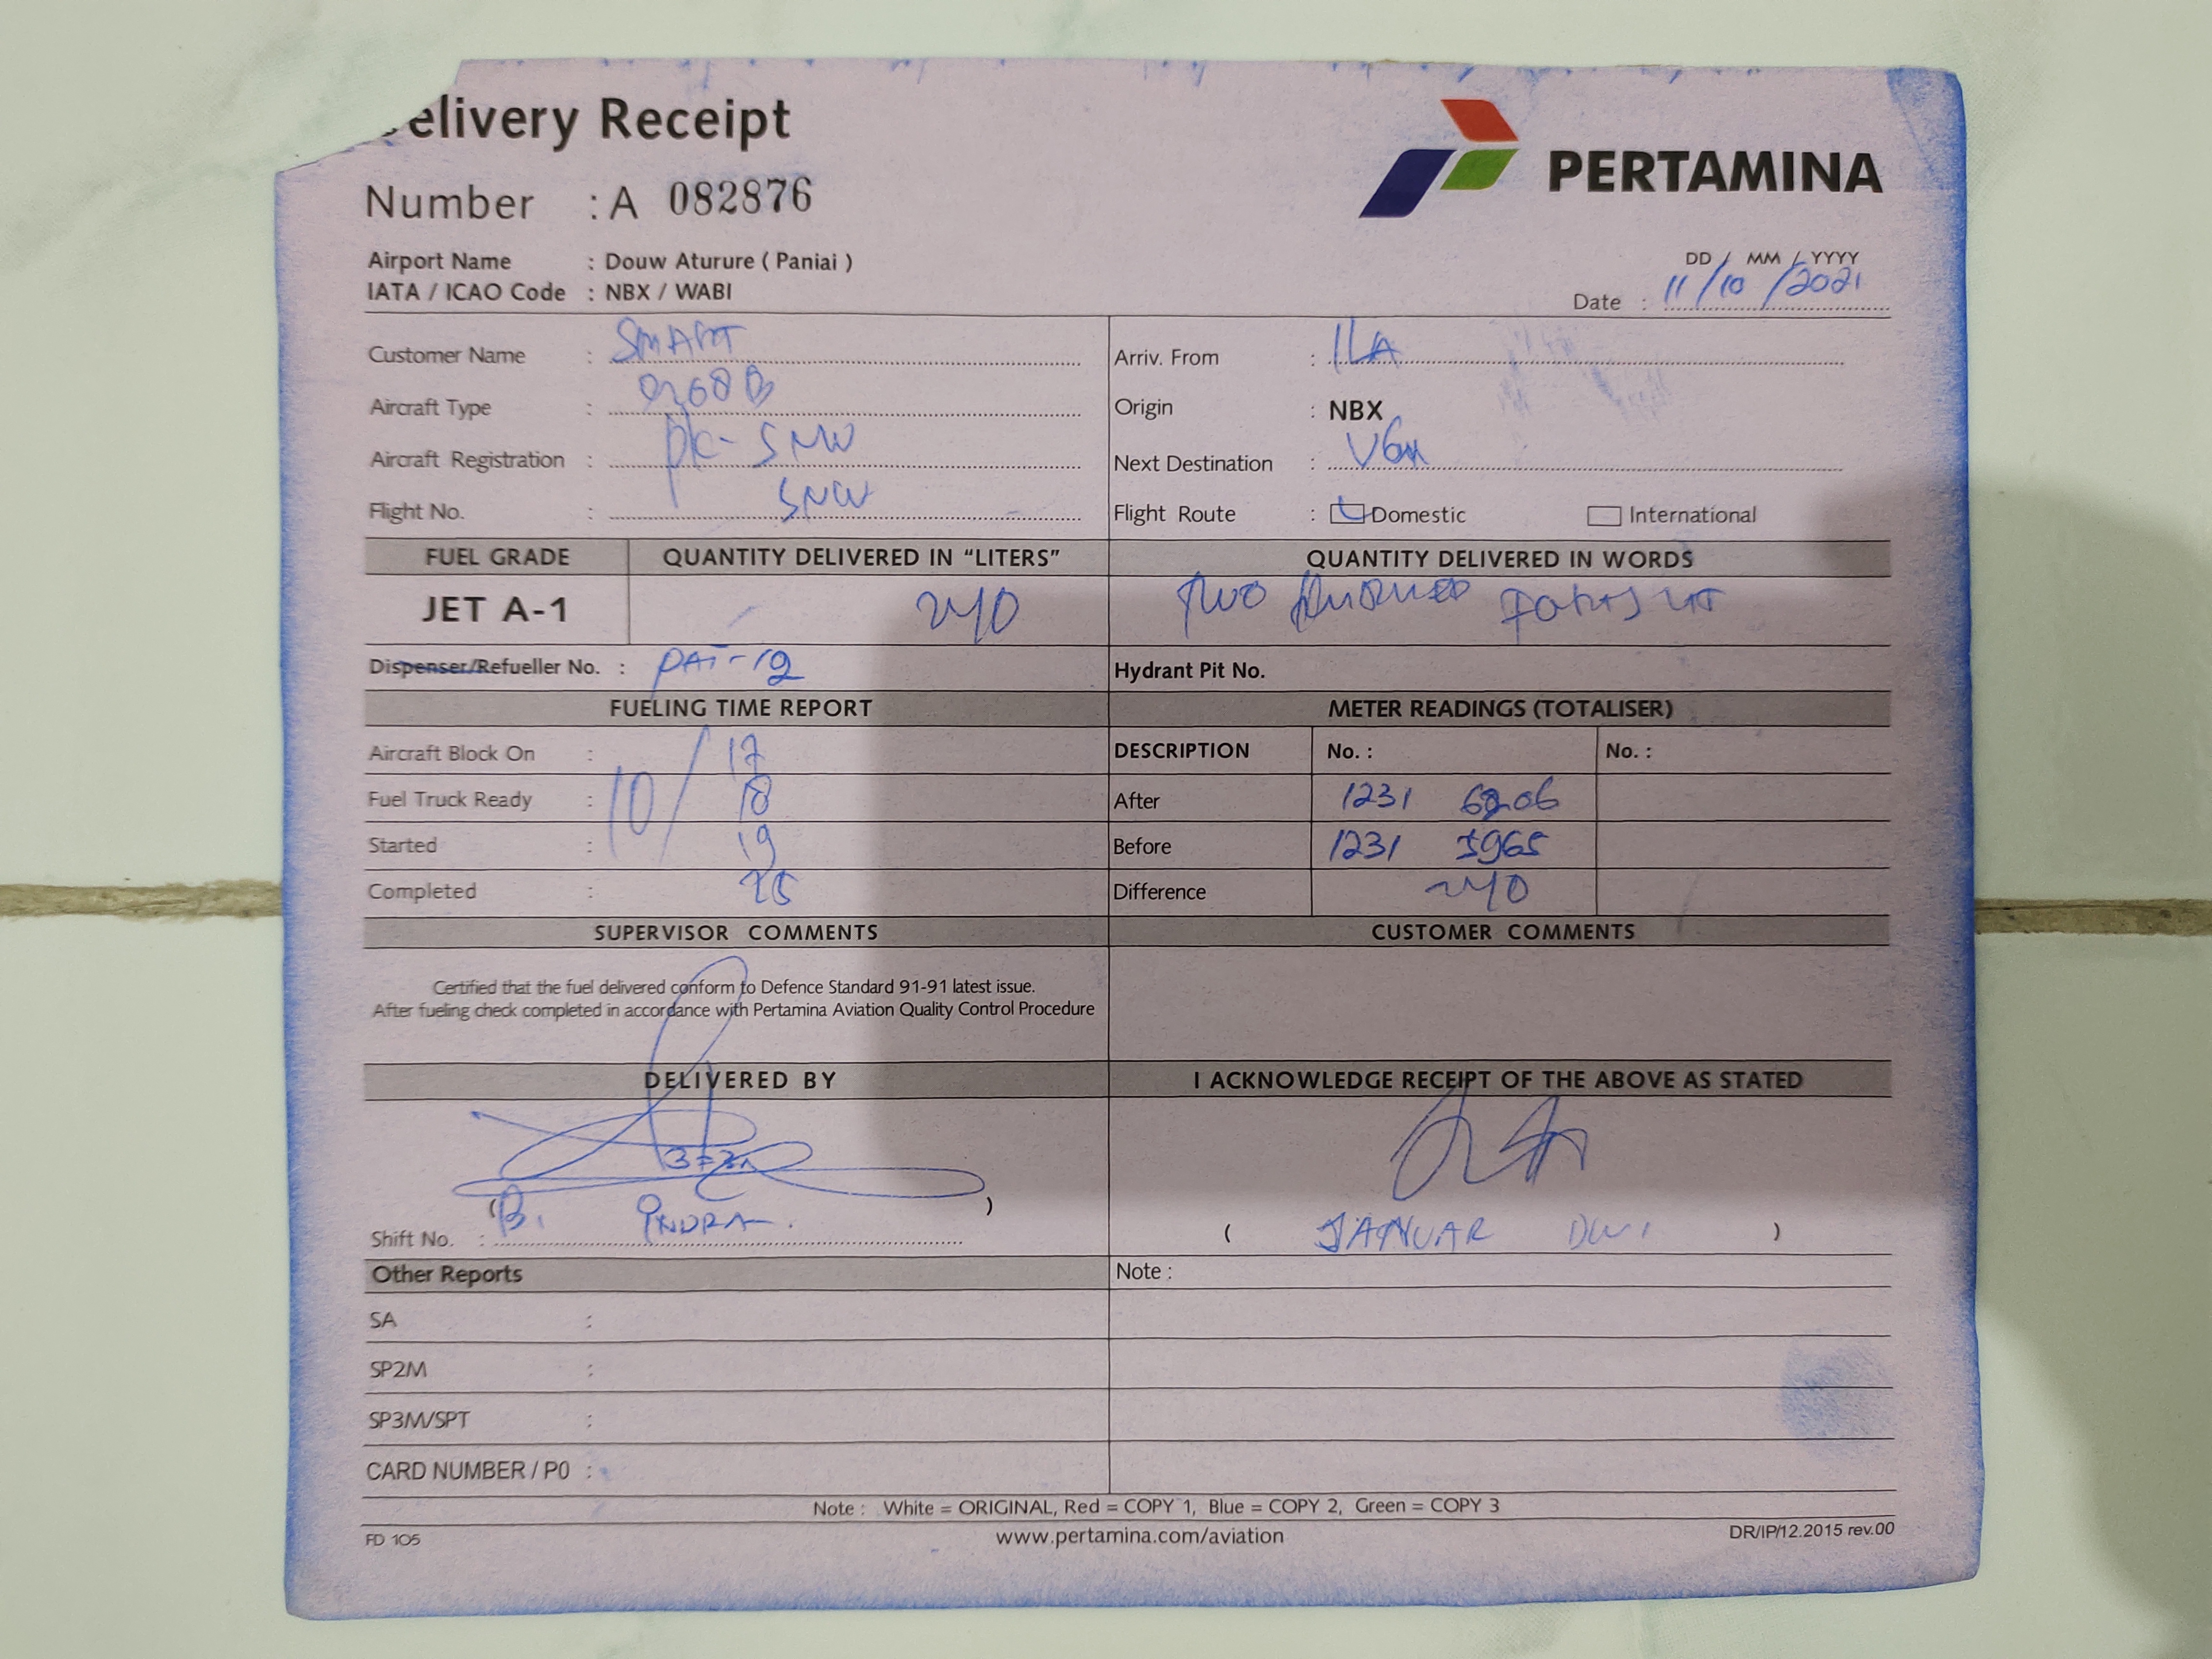 elivery Receipt
PERTAMINA
Number : A 082876
Airport Name : Douw Aturure ( Paniai )
IATA / ICAO Code : NBX / WABI
DD / MM / YYYY
Date : 11/10/2021
Customer Name : SMART
Arriv. From : ILA
Aircraft Type :
Origin : NBX
Aircraft Registration : PK-SNW
Next Destination :
Flight No. : SNW
Flight Route : Domestic International
FUEL GRADE QUANTITY DELIVERED IN “LITERS” QUANTITY DELIVERED IN WORDS
JET A-1 240 Two Hundred
Dispenser/Refueller No. : PAI-12
Hydrant Pit No.
FUELING TIME REPORT METER READINGS (TOTALISER)
Aircraft Block On : 10/ 17
DESCRIPTION No. : No. :
Fuel Truck Ready : 18
After 1231
Started : 19
Before 1231 5965
Completed : 25
Difference 240
SUPERVISOR COMMENTS CUSTOMER COMMENTS
Certified that the fuel delivered conform to Defence Standard 91-91 latest issue.
After fueling check completed in accordance with Pertamina Aviation Quality Control Procedure
DELIVERED BY I ACKNOWLEDGE RECEIPT OF THE ABOVE AS STATED
( )
Shift No. : B. INDRA.
( JANUAR DWI )
Other Reports Note :
SA :
SP2M :
SP3M/SPT :
CARD NUMBER / P0 :
Note : White = ORIGINAL, Red = COPY 1, Blue = COPY 2, Green = COPY 3
FD 105 www.pertamina.com/aviation DR/IP/12.2015 rev.00